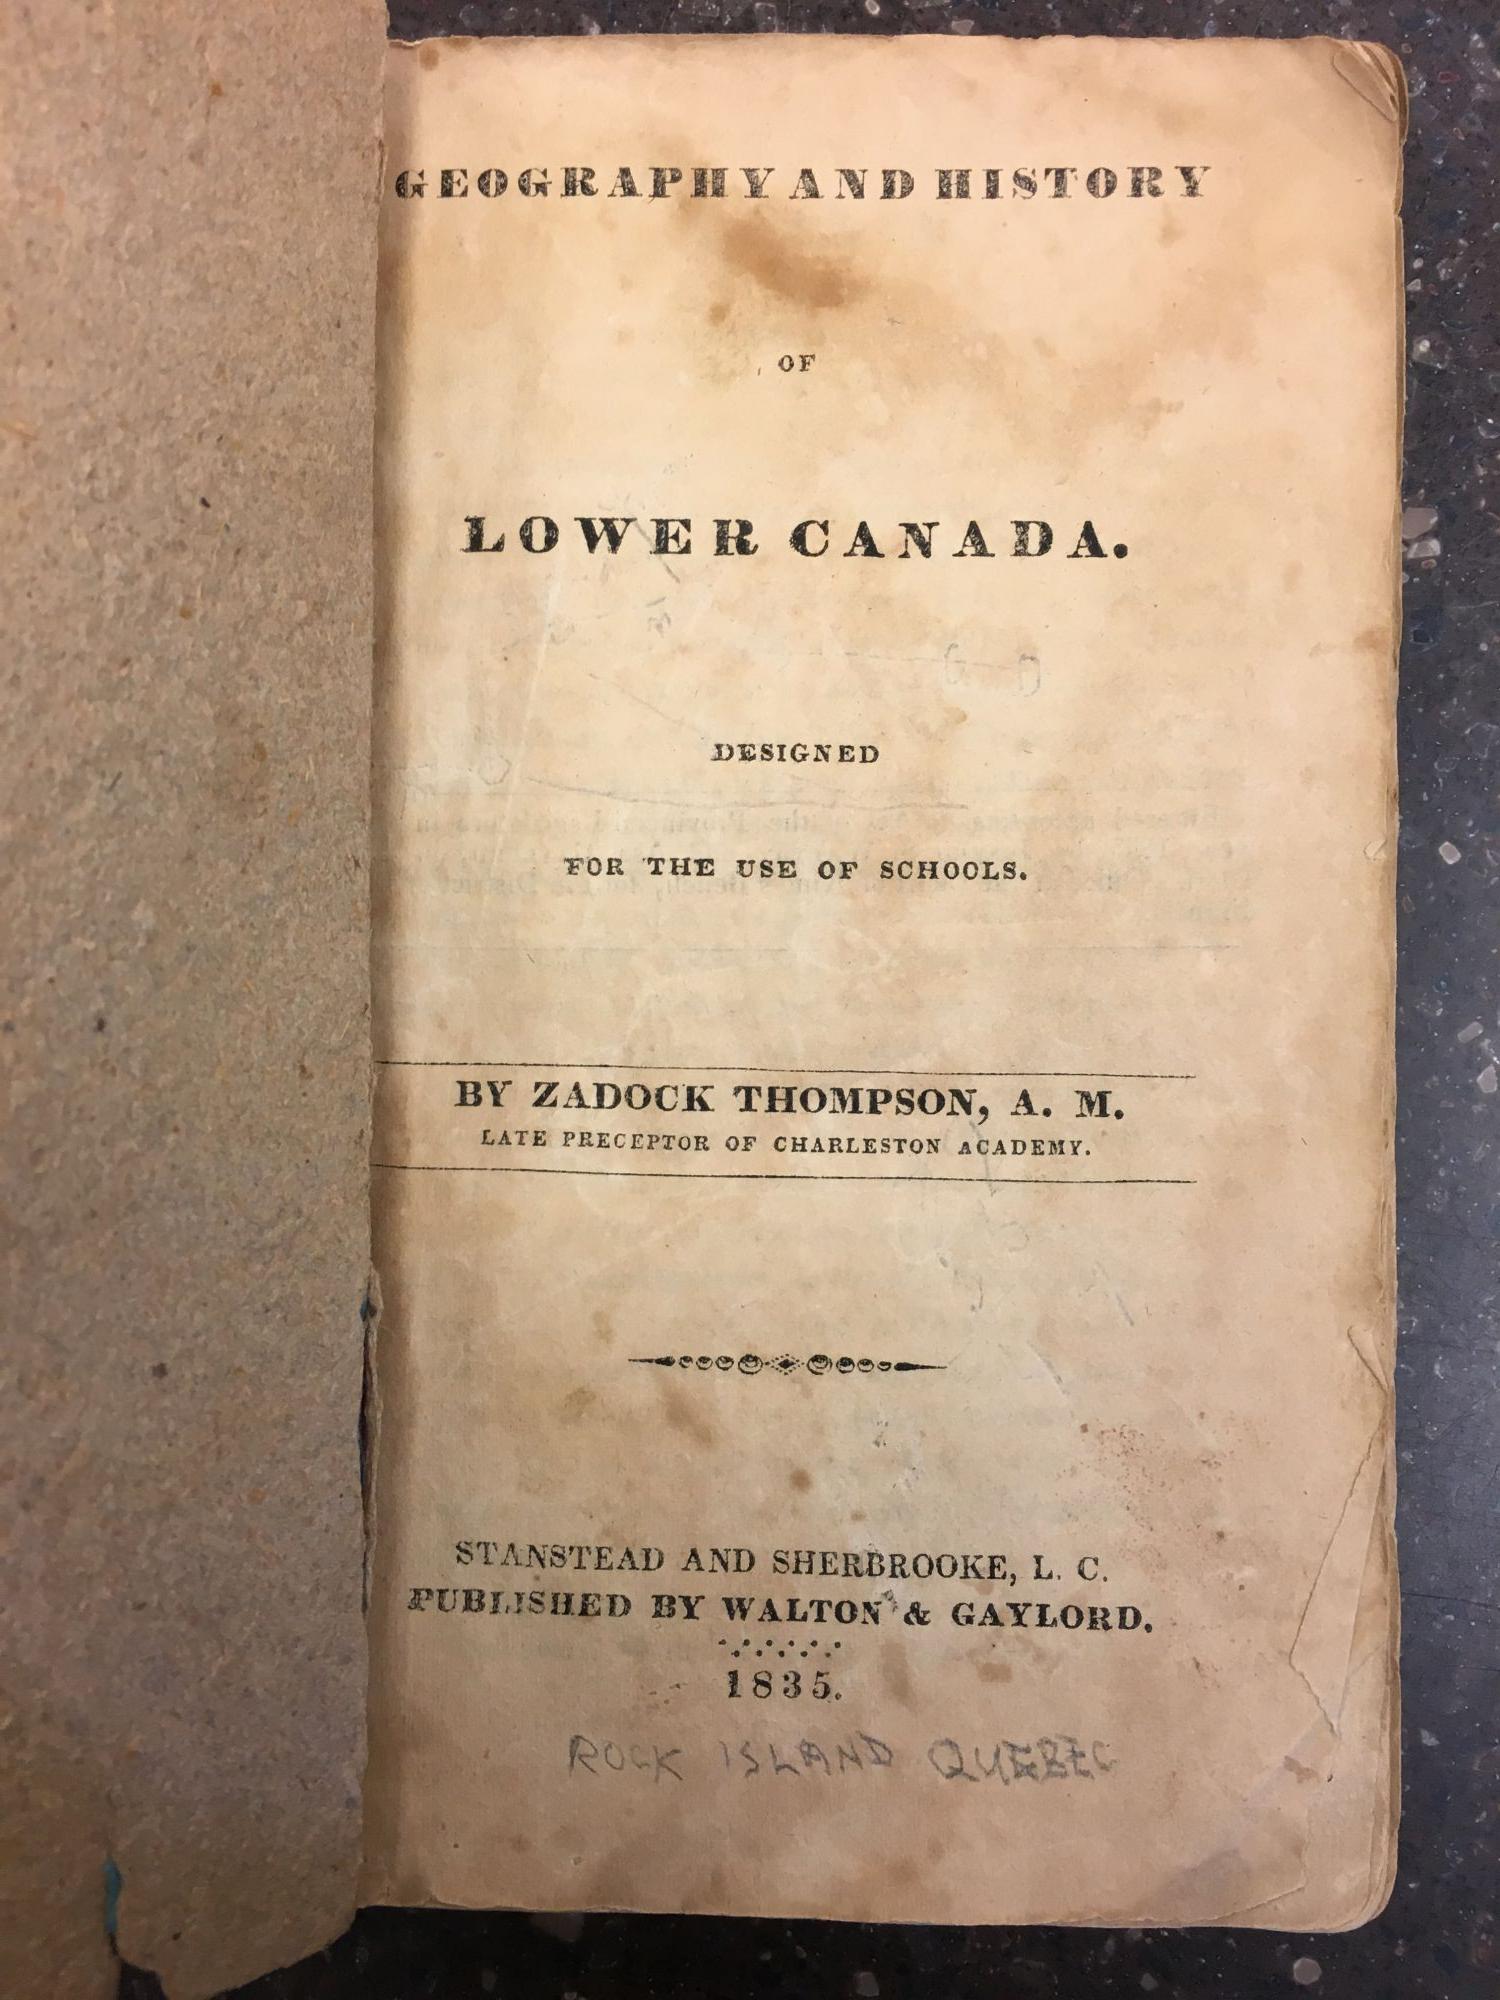 GEOGRAPHY AND HISTORY
OF
LOWER CANADA.
DESIGNED
FOR THE USE OF SCHOOLS.
BY ZADOCK THOMPSON, A. M.
LATE PRECEPTOR OF CHARLESTON ACADEMY.
STANSTEAD AND SHERBROOKE, L. C.
PUBLISHED BY WALTON & GAYLORD.
1835.
ROCK ISLAND QUEBEC